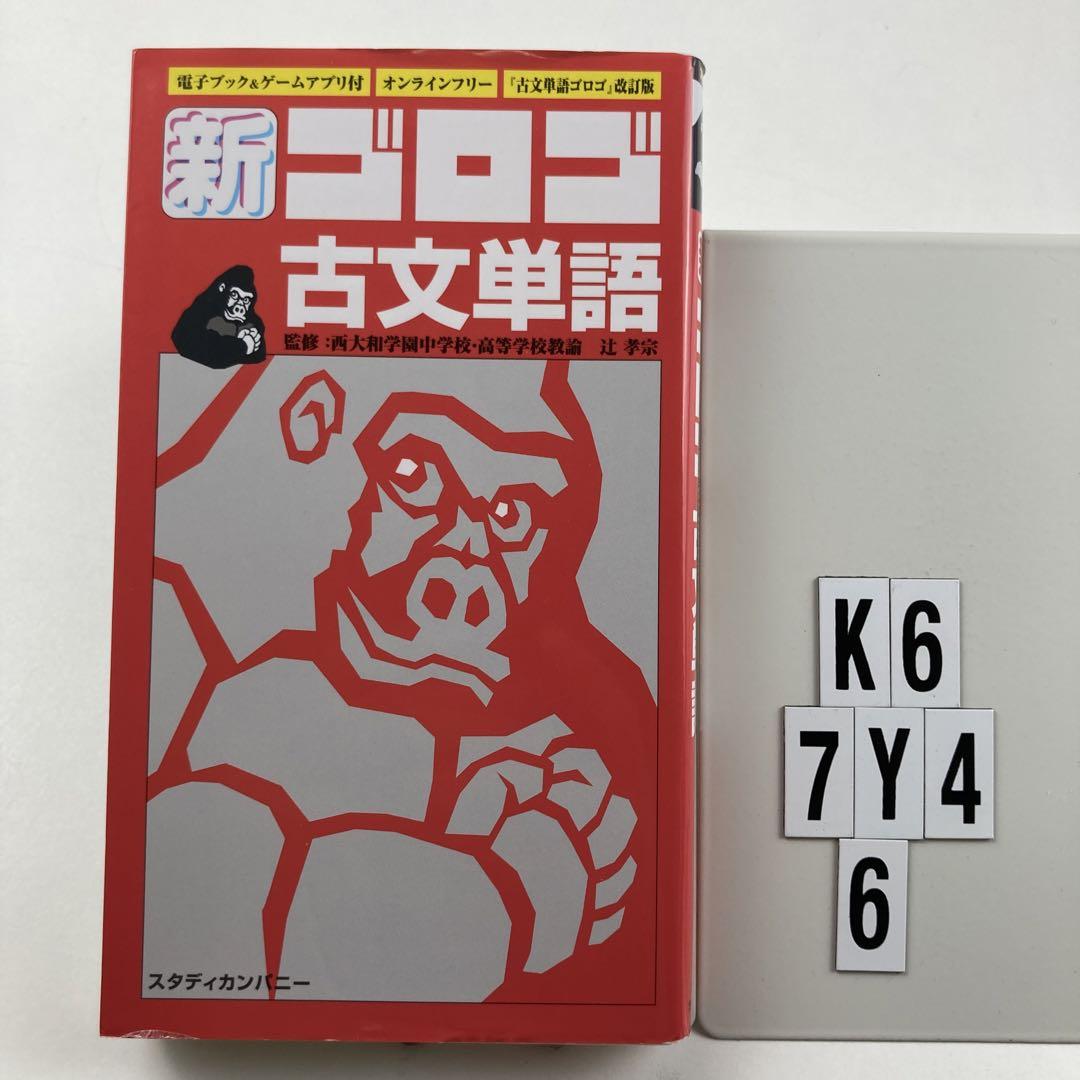 電子ブック&ゲームアプリ付 オンラインフリー 『古文単語ゴロゴ』改訂版
新 ゴロゴ
古文単語
監修:西大和学園中学校・高等学校教諭 辻 孝宗
スタディカンパニー
K6
7Y4
6